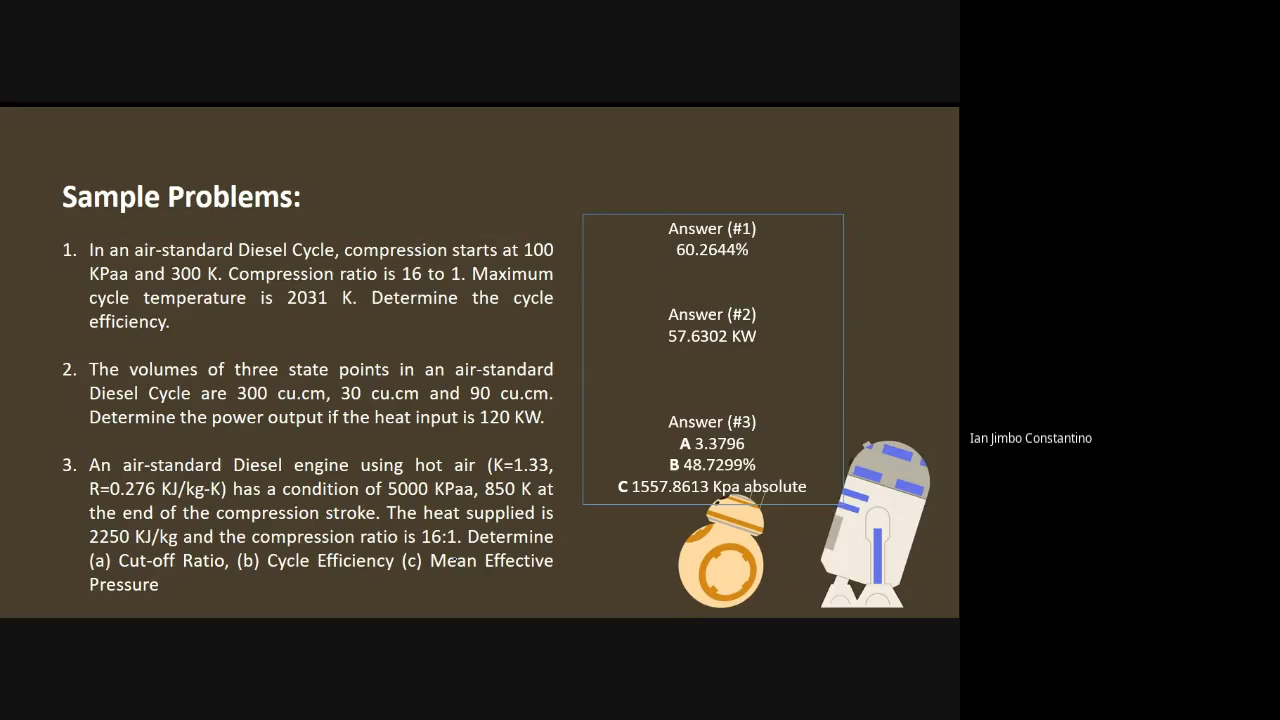 Sample Problems:
1. In an air-standard Diesel Cycle, compression starts at 100
KPaa and 300 K. Compression ratio is 16 to 1. Maximum
cycle temperature is 2031 K. Determine the cycle
efficiency.
2. The volumes of three state points in an air-standard
Diesel Cycle are 300 cu.cm, 30 cu.cm and 90 cu.cm.
Determine the power output if the heat input is 120 KW.
3. An air-standard Diesel engine using hot air (K=1.33,
R=0.276 KJ/kg-K) has a condition of 5000 KPaa, 850 K at
the end of the compression stroke. The heat supplied is
2250 KJ/kg and the compression ratio is 16:1. Determine
(a) Cut-off Ratio, (b) Cycle Efficiency (c) Mean Effective
Pressure
Answer (#1)
60.2644%
Answer (#2)
57.6302 KW
Answer (#3)
A 3.3796
B 48.7299%
C 1557.8613 Kpa absolute
Ian Jimbo Constantino